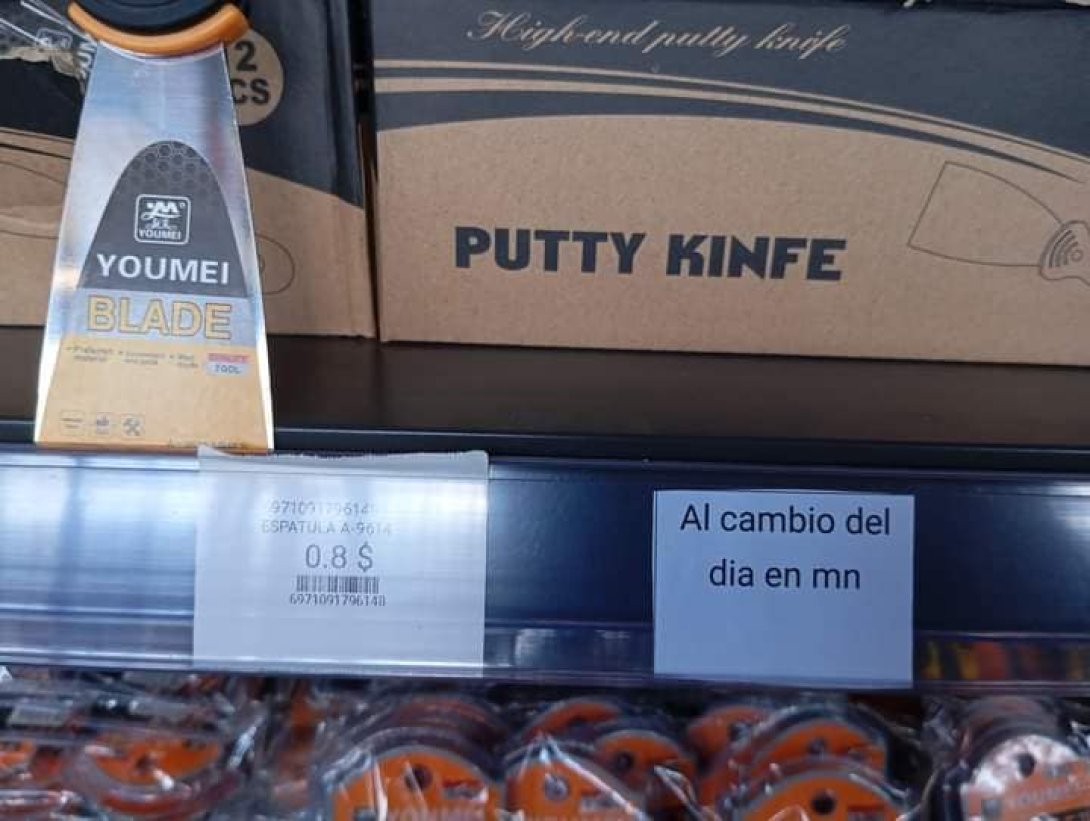 High-end putty knife
PUTTY KINFE
2
CS
YOUMEI
YOUMEI
BLADE
TOOL
ESPATULA A-9614
0.8 $
6971091796148
Al cambio del
dia en mn